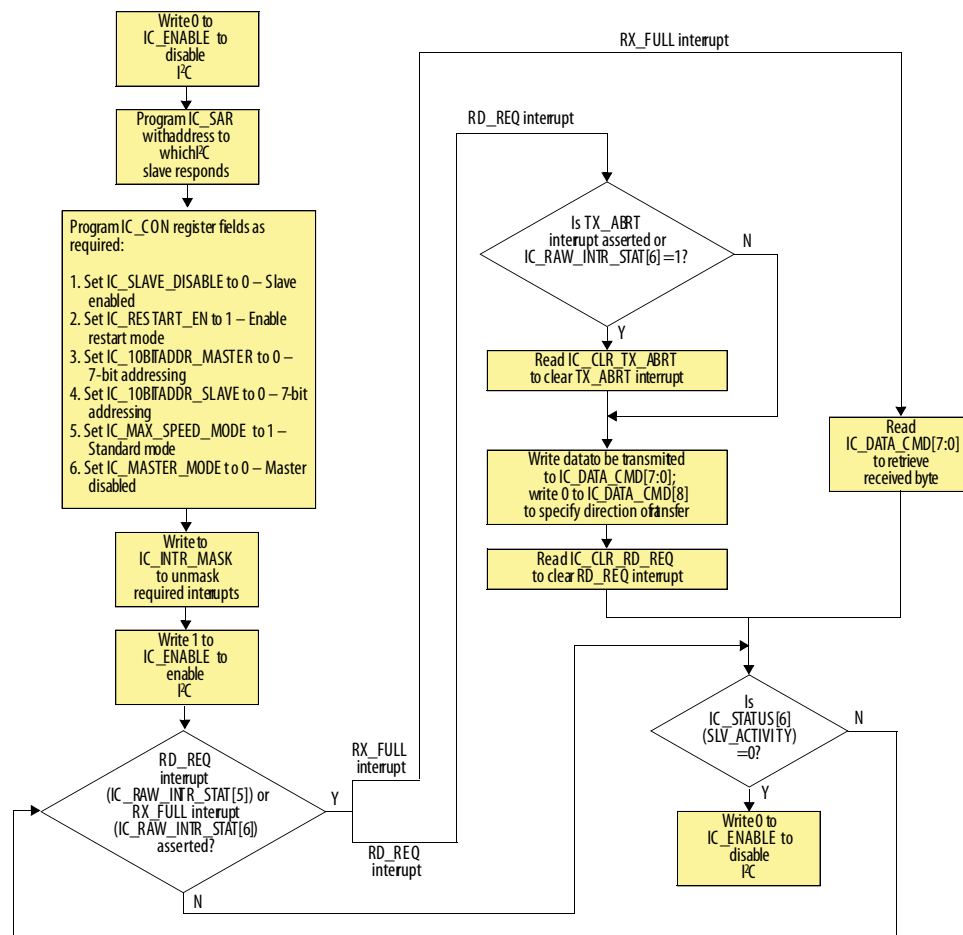 Write 0 to
IC_ENABLE to
disable
I²C
Program IC_SAR
withaddress to
whichI²C
slave responds
Program IC_CON register fields as
required:
1. Set IC_SLAVE_DISABLE to 0 – Slave
enabled
2. Set IC_RESTART_EN to 1 – Enable
restart mode
3. Set IC_10BITADDR_MASTER to 0 –
7-bit addressing
4. Set IC_10BITADDR_SLAVE to 0 – 7-bit
addressing
5. Set IC_MAX_SPEED_MODE to 1 –
Standard mode
6. Set IC_MASTER_MODE to 0 – Master
disabled
Write to
IC_INTR_MASK
to unmask
required interrupts
Write 1 to
IC_ENABLE to
enable
I²C
RD_REQ
interrupt
(IC_RAW_INTR_STAT[5]) or
RX_FULL interrupt
(IC_RAW_INTR_STAT[6])
asserted?
Y
N
RX_FULL
interrupt
RD_REQ
interrupt
RX_FULL interrupt
RD_REQ interrupt
Is TX_ABRT
interrupt asserted or
IC_RAW_INTR_STAT[6]=1?
N
Y
Read IC_CLR_TX_ABRT
to clear TX_ABRT interrupt
Write datato be transmited
to IC_DATA_CMD[7:0];
write 0 to IC_DATA_CMD[8]
to specify direction of transfer
Read IC_CLR_RD_REQ
to clear RD_REQ interrupt
Read
IC_DATA_CMD[7:0]
to retrieve
received byte
Is
IC_STATUS[6]
(SLV_ACTIVITY)
=0?
N
Y
Write 0 to
IC_ENABLE to
disable
I²C